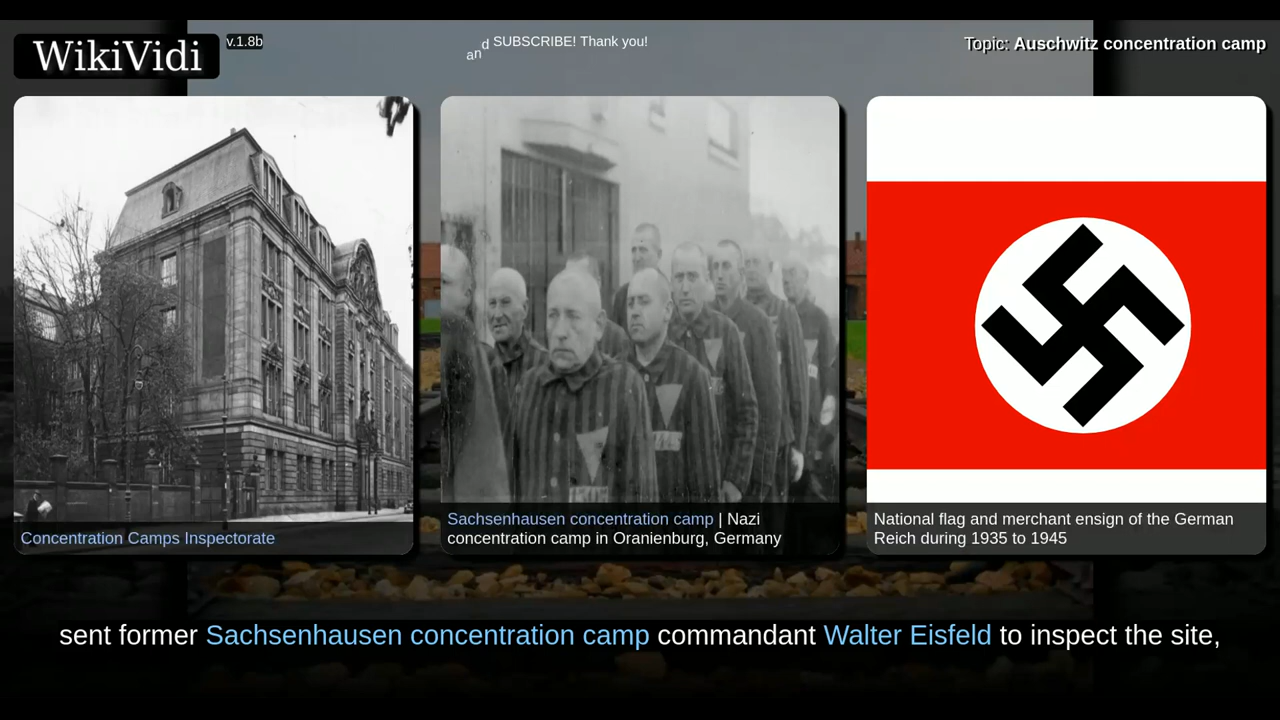 WikiVidi
v.1.8b
and SUBSCRIBE! Thank you!
Topic: Auschwitz concentration camp
Concentration Camps Inspectorate
Sachsenhausen concentration camp | Nazi
concentration camp in Oranienburg, Germany
National flag and merchant ensign of the German
Reich during 1935 to 1945
sent former Sachsenhausen concentration camp commandant Walter Eisfeld to inspect the site,